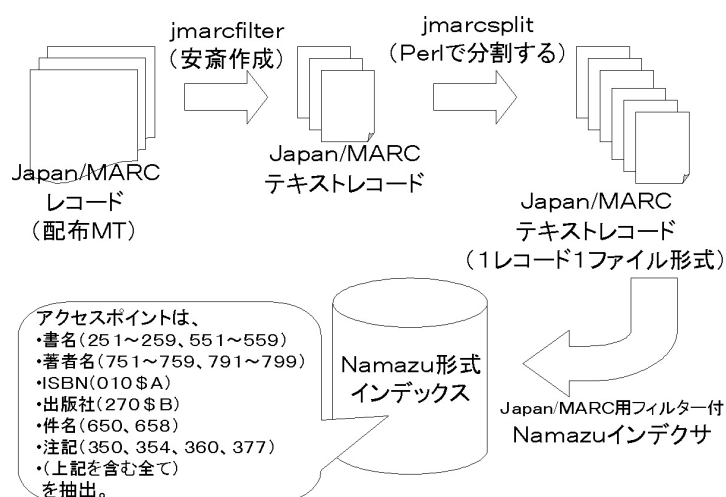 jmarcfilter
(安斎作成)
jmarcsplit
(Perlで分割する)
Japan/MARC
レコード
(配布MT)
Japan/MARC
テキストレコード
Japan/MARC
テキストレコード
(1レコード1ファイル形式)
アクセスポイントは、
・書名(251～259、551～559)
・著者名(751～759、791～799)
・ISBN(010$A)
・出版社(270$B)
・件名(650、658)
・注記(350、354、360、377)
・(上記を含む全て)
を抽出。
Namazu形式
インデックス
Japan/MARC用フィルター付
Namazuインデクサ